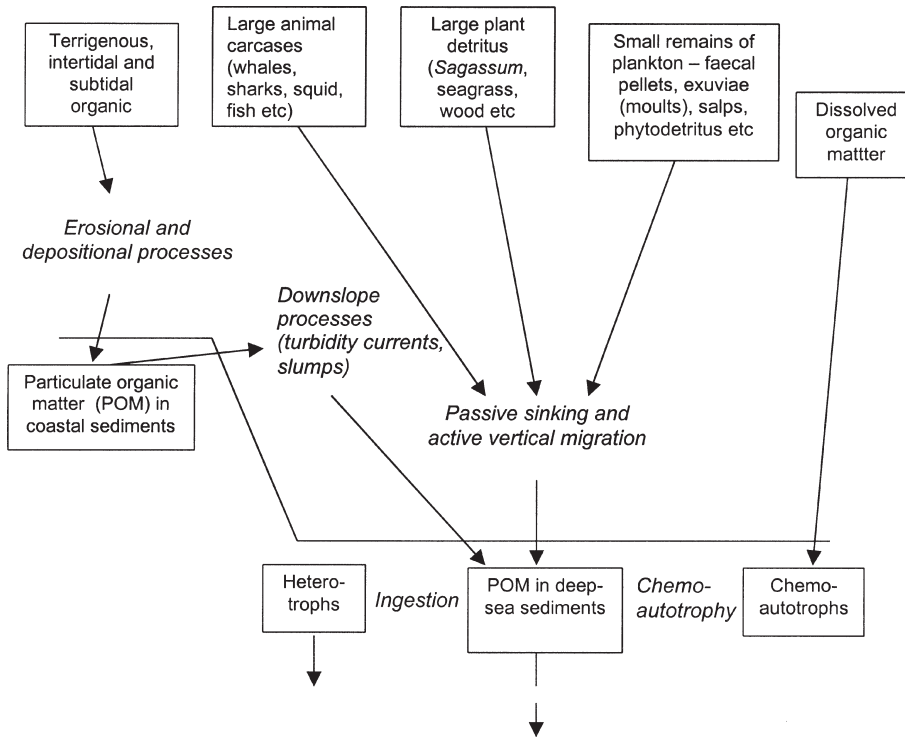 Terrigenous,
intertidal and
subtidal
organic
Large animal
carcases
(whales,
sharks, squid,
fish etc)
Large plant
detritus
(Sagassum,
seagrass,
wood etc
Small remains of
plankton – faecal
pellets, exuviae
(moults), salps,
phytodetritus etc
Dissolved
organic
mattter
Erosional and
depositional processes
Downslope
processes
(turbidity currents,
slumps)
Particulate organic
matter (POM) in
coastal sediments
Passive sinking and
active vertical migration
Hetero-
trophs
Ingestion
POM in deep-
sea sediments
Chemo-
autotrophy
Chemo-
autotrophs